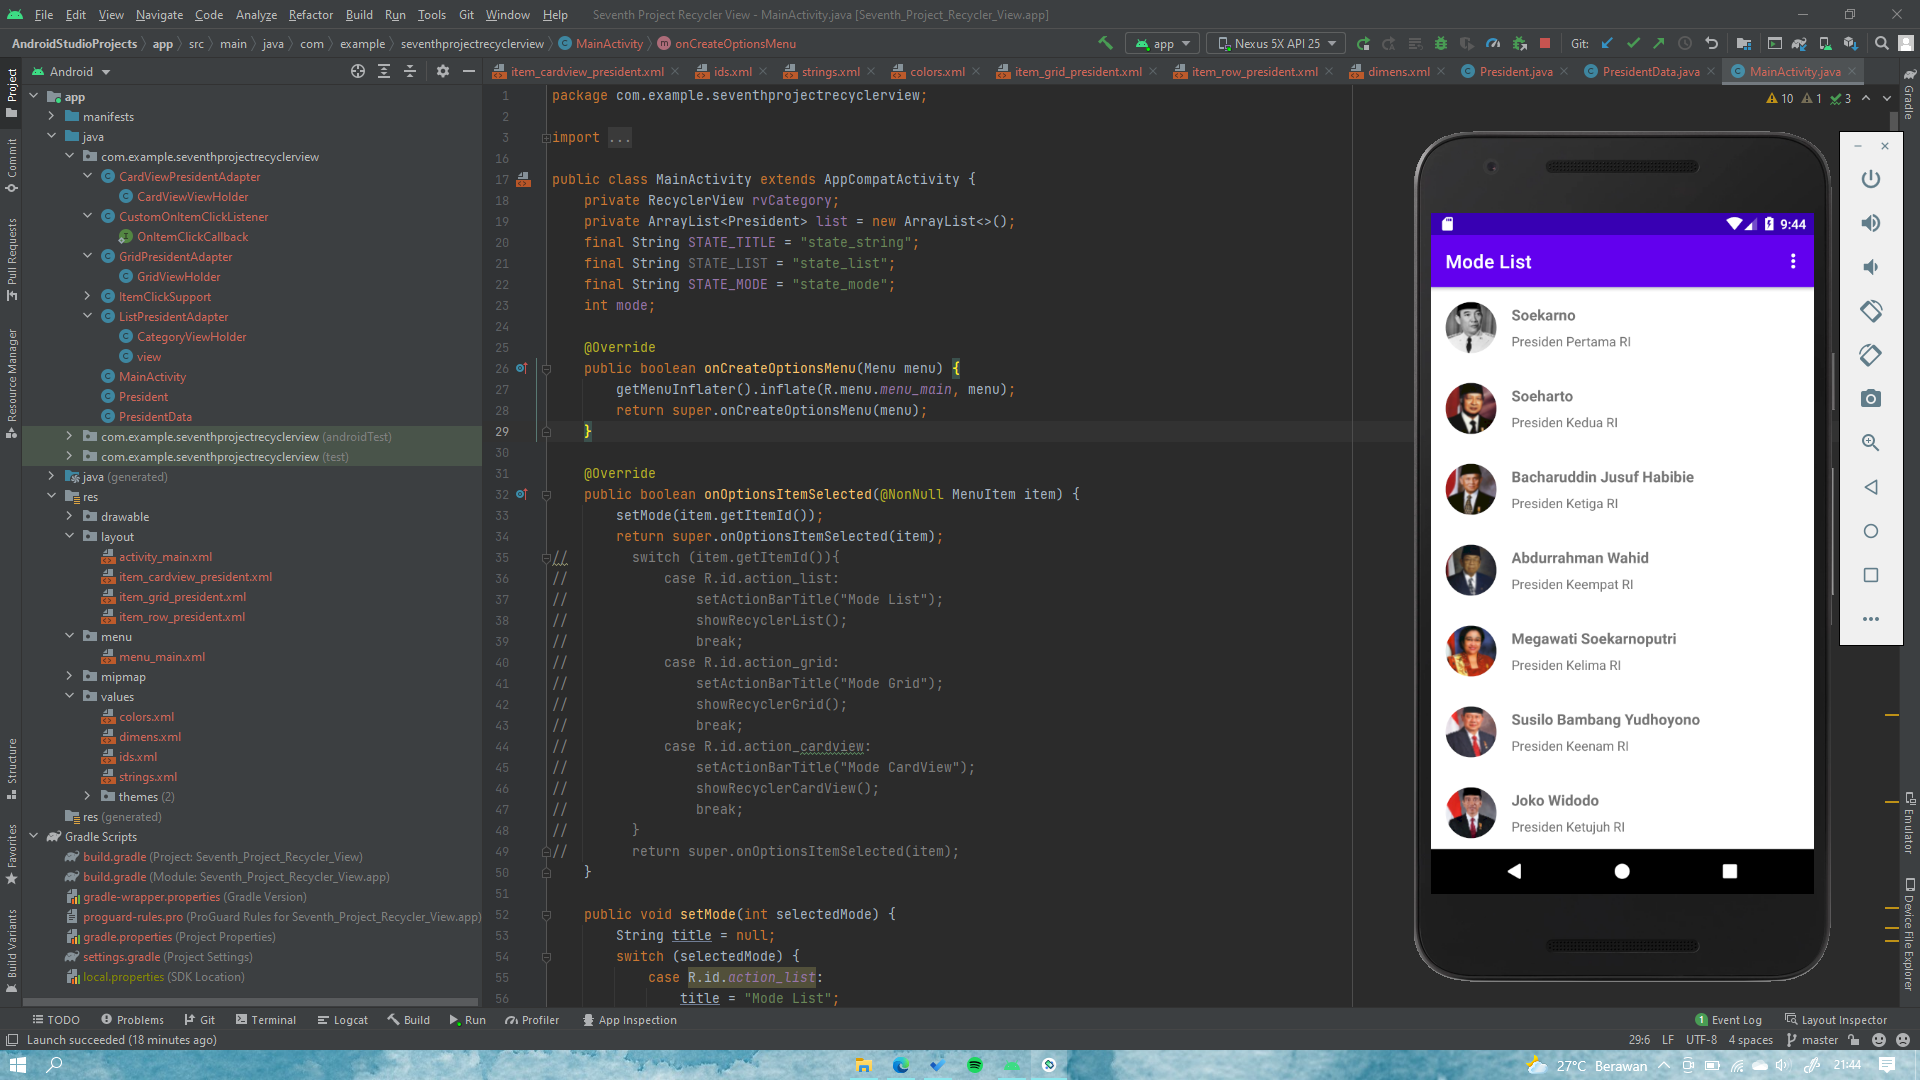 File Edit View Navigate Code Analyze Refactor Build Run Tools Git Window Help Seventh Project Recycler View - MainActivity.java [Seventh_Project_Recycler_View.app]
AndroidStudioProjects app src main java com example seventhprojectrecyclerview MainActivity onCreateOptionsMenu app Nexus 5X API 25 Git:
Android
item_cardview_president.xml ids.xml strings.xml colors.xml item_grid_president.xml item_row_president.xml dimens.xml President.java PresidentData.java MainActivity.java
Project
Commit
Pull Requests
Resource Manager
Structure
Favorites
Build Variants
app
manifests
java
com.example.seventhprojectrecyclerview
CardViewPresidentAdapter
CardViewViewHolder
CustomOnItemClickListener
OnItemClickCallback
GridPresidentAdapter
GridViewHolder
ItemClickSupport
ListPresidentAdapter
CategoryViewHolder
view
MainActivity
President
PresidentData
com.example.seventhprojectrecyclerview (androidTest)
com.example.seventhprojectrecyclerview (test)
java (generated)
res
drawable
layout
activity_main.xml
item_cardview_president.xml
item_grid_president.xml
item_row_president.xml
menu
menu_main.xml
mipmap
values
colors.xml
dimens.xml
ids.xml
strings.xml
themes (2)
res (generated)
Gradle Scripts
build.gradle (Project: Seventh_Project_Recycler_View)
build.gradle (Module: Seventh_Project_Recycler_View.app)
gradle-wrapper.properties (Gradle Version)
proguard-rules.pro (ProGuard Rules for Seventh_Project_Recycler_View.app)
gradle.properties (Project Properties)
settings.gradle (Project Settings)
local.properties (SDK Location)
10 1 3
1 package com.example.seventhprojectrecyclerview;
2
3 import ...
16
17 public class MainActivity extends AppCompatActivity {
18 private RecyclerView rvCategory;
19 private ArrayList<President> list = new ArrayList<>();
20 final String STATE_TITLE = "state_string";
21 final String STATE_LIST = "state_list";
22 final String STATE_MODE = "state_mode";
23 int mode;
24
25 @Override
26 public boolean onCreateOptionsMenu(Menu menu) {
27 getMenuInflater().inflate(R.menu.menu_main, menu);
28 return super.onCreateOptionsMenu(menu);
29 }
30
31 @Override
32 public boolean onOptionsItemSelected(@NonNull MenuItem item) {
33 setMode(item.getItemId());
34 return super.onOptionsItemSelected(item);
35 // switch (item.getItemId()){
36 // case R.id.action_list:
37 // setActionBarTitle("Mode List");
38 // showRecyclerList();
39 // break;
40 // case R.id.action_grid:
41 // setActionBarTitle("Mode Grid");
42 // showRecyclerGrid();
43 // break;
44 // case R.id.action_cardview:
45 // setActionBarTitle("Mode CardView");
46 // showRecyclerCardView();
47 // break;
48 // }
49 // return super.onOptionsItemSelected(item);
50 }
51
52 public void setMode(int selectedMode) {
53 String title = null;
54 switch (selectedMode) {
55 case R.id.action_list:
56 title = "Mode List";
9:44
Mode List
Soekarno
Presiden Pertama RI
Soeharto
Presiden Kedua RI
Bacharuddin Jusuf Habibie
Presiden Ketiga RI
Abdurrahman Wahid
Presiden Keempat RI
Megawati Soekarnoputri
Presiden Kelima RI
Susilo Bambang Yudhoyono
Presiden Keenam RI
Joko Widodo
Presiden Ketujuh RI
Gradle
Emulator
Device File Explorer
TODO Problems Git Terminal Logcat Build Run Profiler App Inspection 1 Event Log Layout Inspector
Launch succeeded (18 minutes ago) 29:6 LF UTF-8 4 spaces master
27°C Berawan 21:44